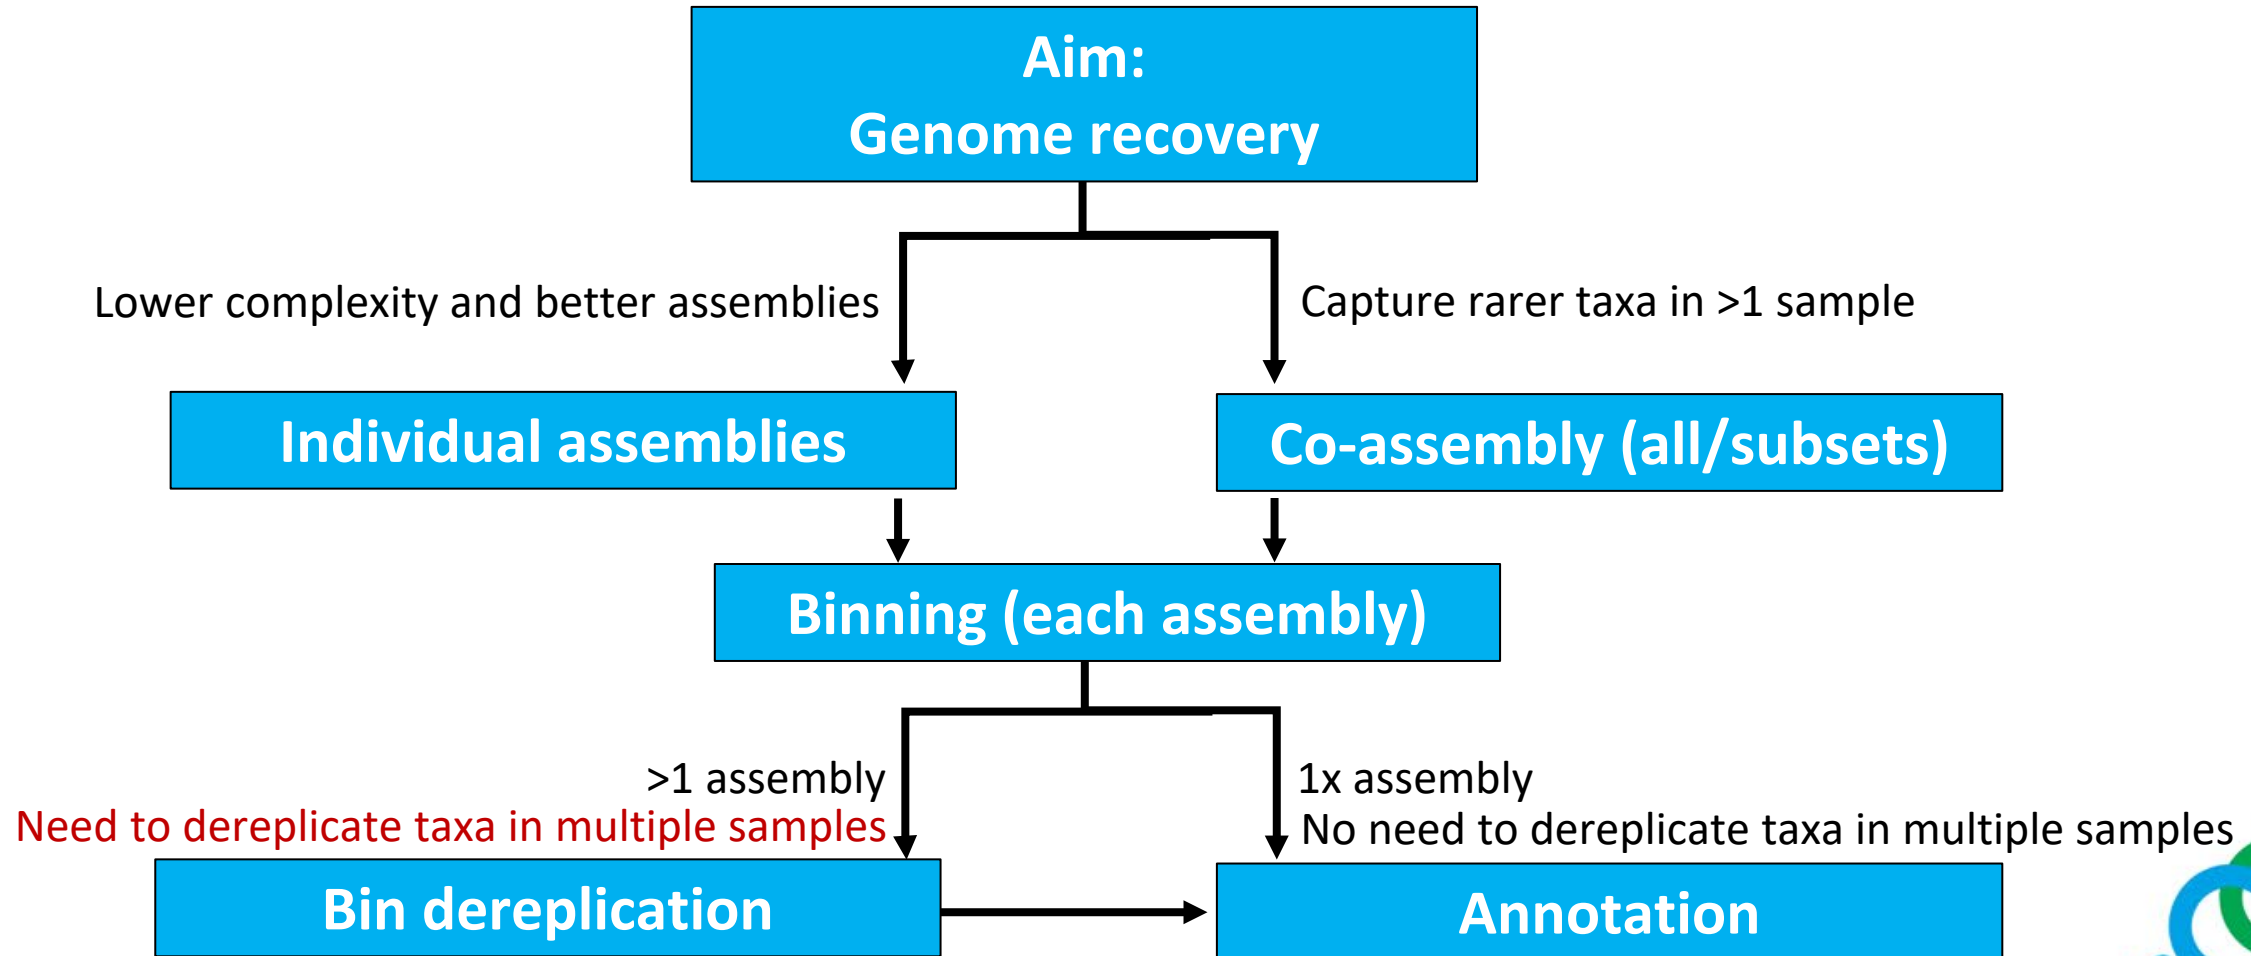 Aim:
Genome recovery
Lower complexity and better assemblies
Capture rarer taxa in >1 sample
Individual assemblies
Co-assembly (all/subsets)
Binning (each assembly)
>1 assembly
Need to dereplicate taxa in multiple samples
1x assembly
No need to dereplicate taxa in multiple samples
Bin dereplication
Annotation